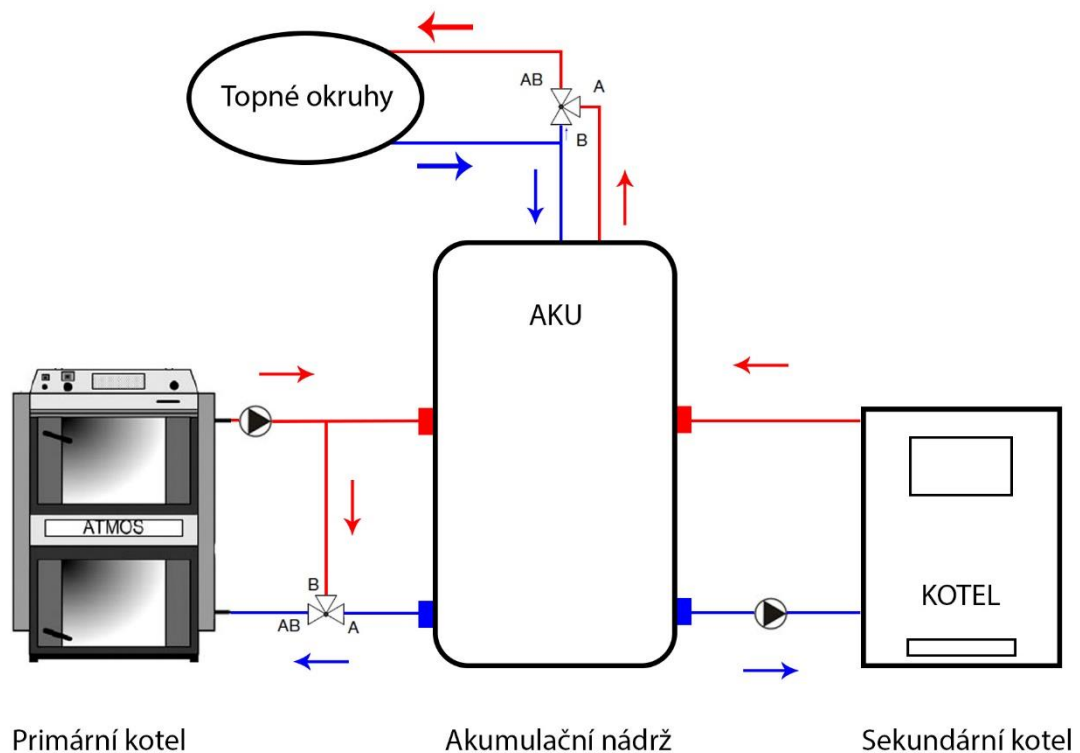 Topné okruhy
AB
A
B
AKU
ATMOS
B
AB
A
KOTEL
Primární kotel
Akumulační nádrž
Sekundární kotel